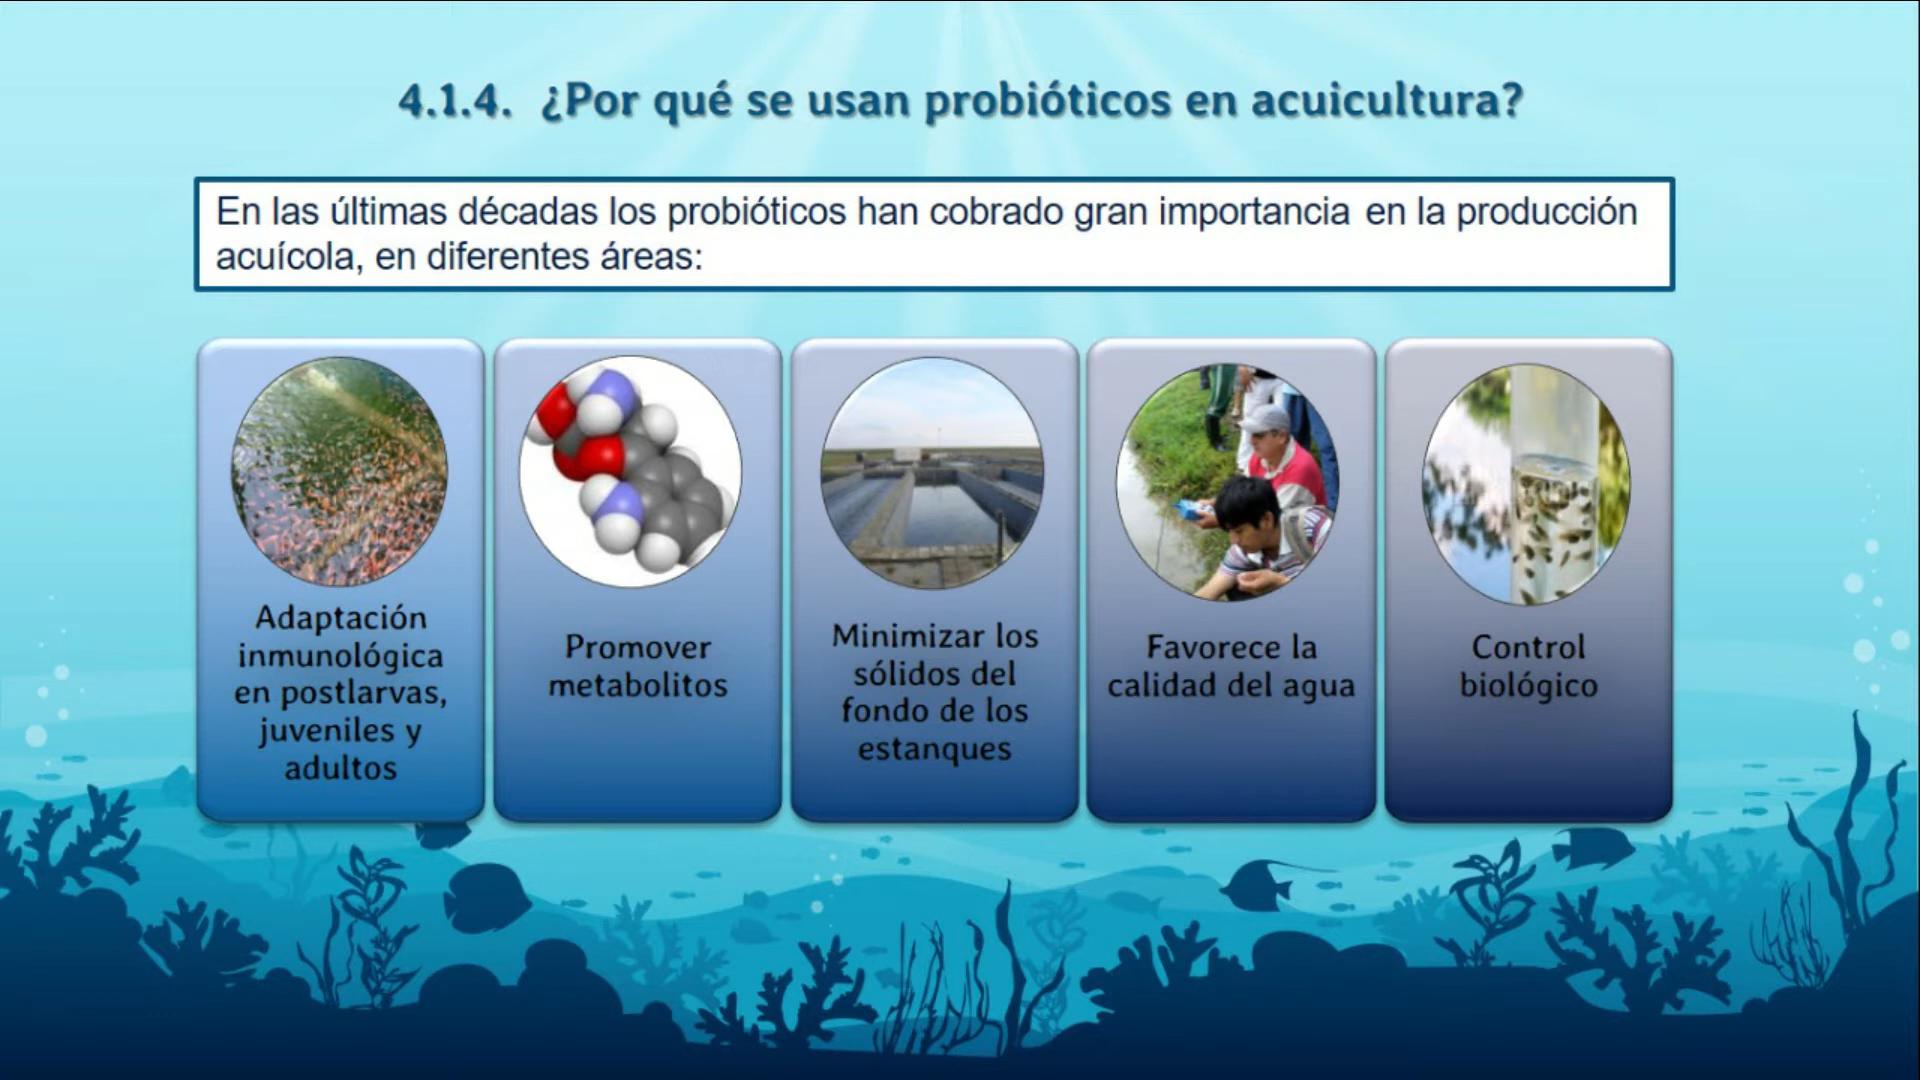 4.1.4. ¿Por qué se usan probióticos en acuicultura?
En las últimas décadas los probióticos han cobrado gran importancia en la producción
acuícola, en diferentes áreas:
Adaptación
inmunológica
en postlarvas,
juveniles y
adultos
Promover
metabolitos
Minimizar los
sólidos del
fondo de los
estanques
Favorece la
calidad del agua
Control
biológico